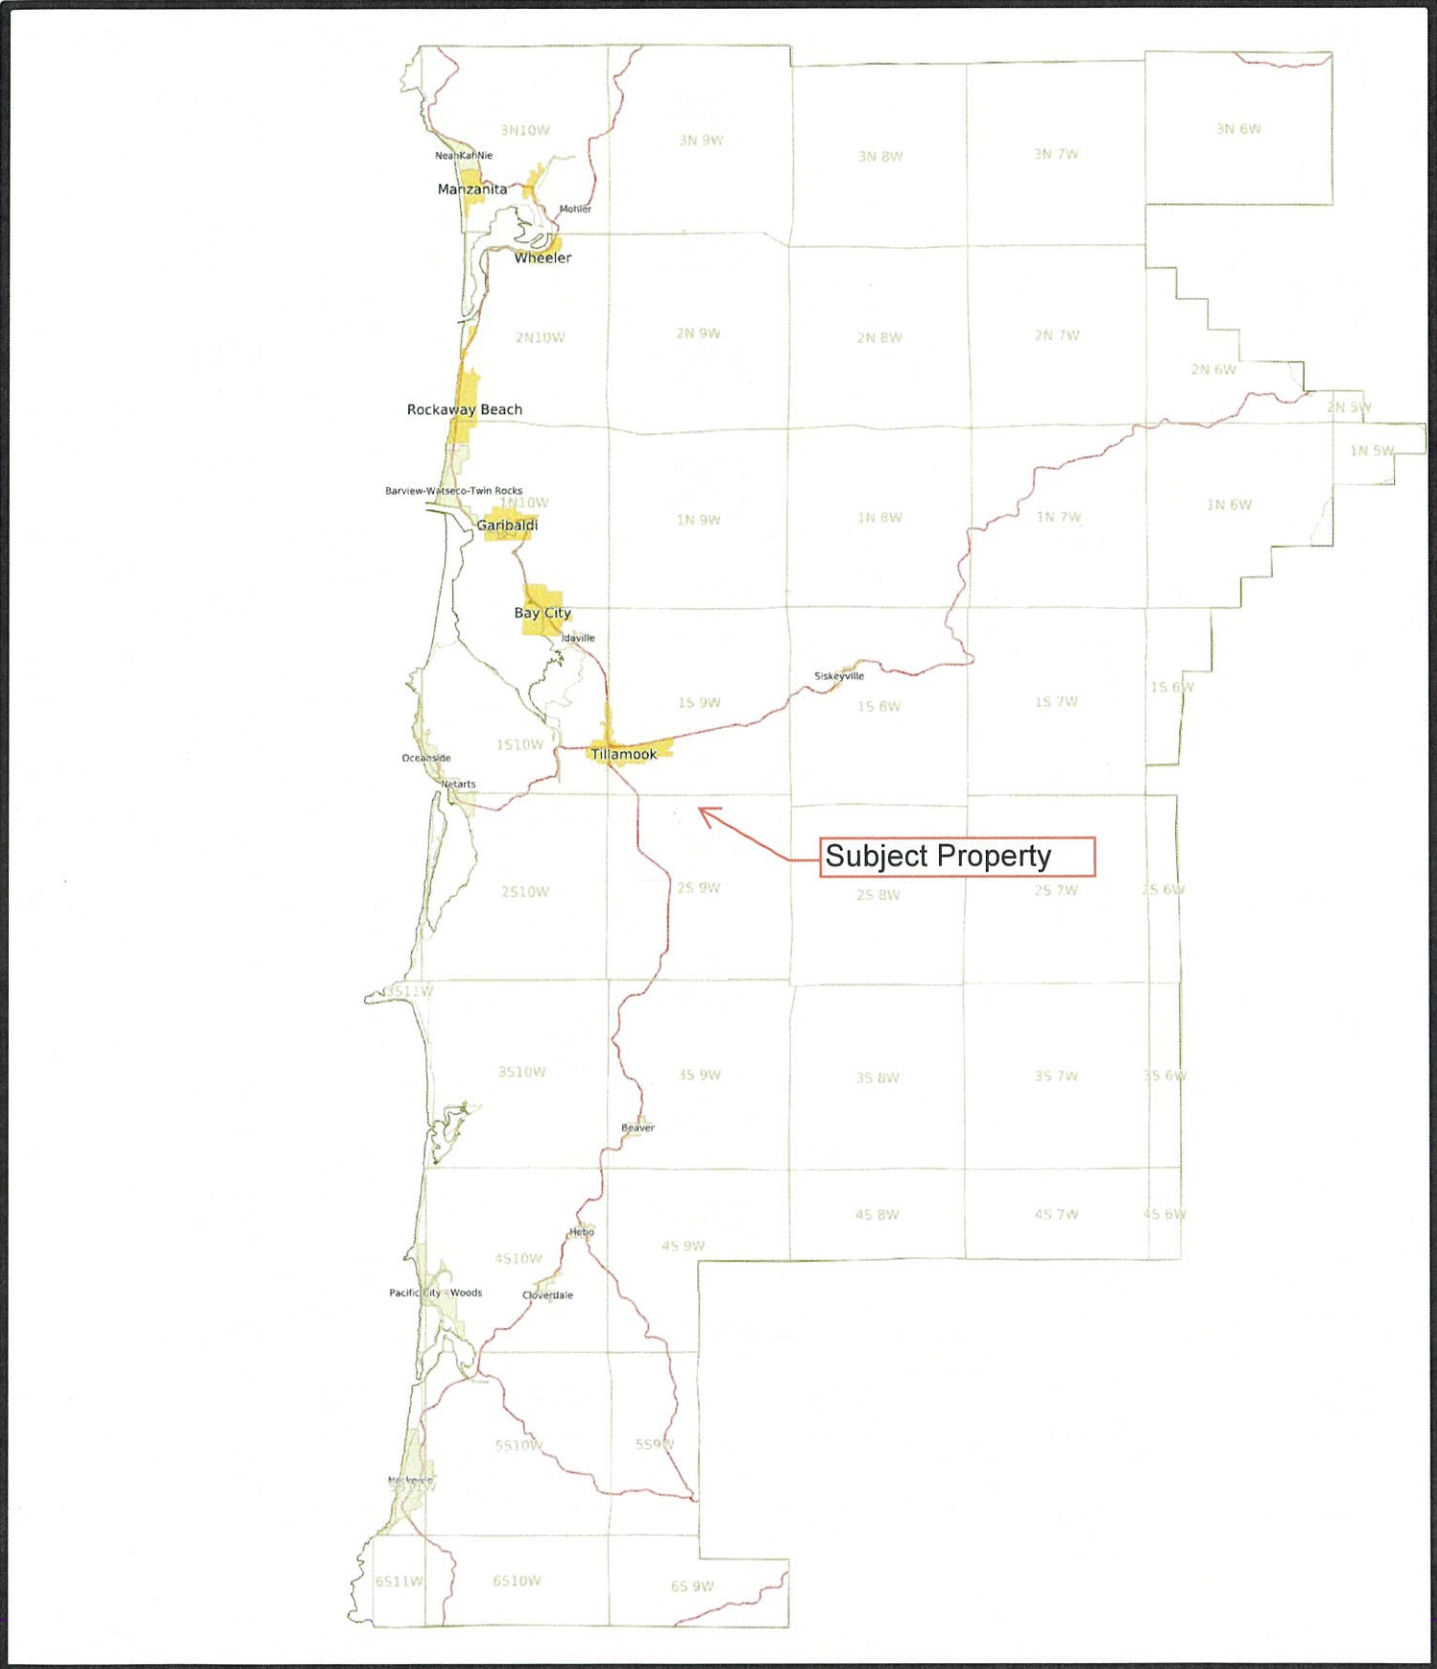 3N10W
3N 9W
3N 8W
3N 7W
3N 6W
NeahKahNie
Manzanita
Mohler
Wheeler
2N10W
2N 9W
2N 8W
2N 7W
2N 6W
2N 5W
Rockaway Beach
1N 5W
Barview-Watseco-Twin Rocks
1N10W
Garibaldi
1N 9W
1N 8W
1N 7W
1N 6W
Bay City
Idaville
Siskeyville
1S 9W
1S 8W
1S 7W
1S 6W
1S10W
Oceanside
Tillamook
Netarts
Subject Property
2S10W
2S 9W
2S 8W
2S 7W
2S 6W
3S11W
3S10W
3S 9W
3S 8W
3S 7W
3S 6W
Beaver
4S 8W
4S 7W
4S 6W
Hebo
4S10W
4S 9W
Pacific City - Woods
Cloverdale
5S10W
5S9W
6S11W
6S10W
6S 9W